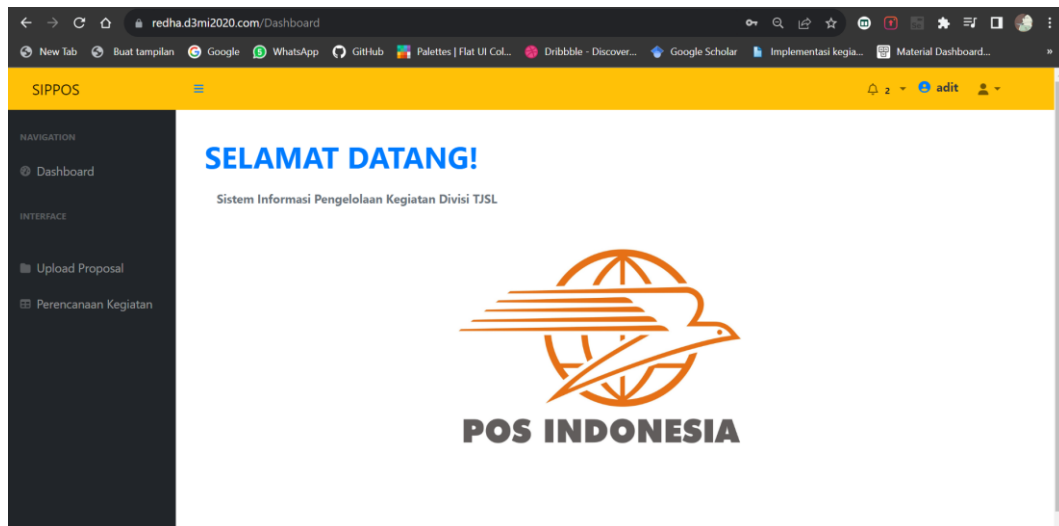 redha.d3mi2020.com/Dashboard
New Tab Buat tampilan Google WhatsApp GitHub Palettes | Flat UI Col... Dribbble - Discover... Google Scholar Implementasi kegia... Material Dashboard... »
SIPPOS 2 adit
NAVIGATION
Dashboard
INTERFACE
Upload Proposal
Perencanaan Kegiatan
SELAMAT DATANG!
Sistem Informasi Pengelolaan Kegiatan Divisi TJSL
POS INDONESIA